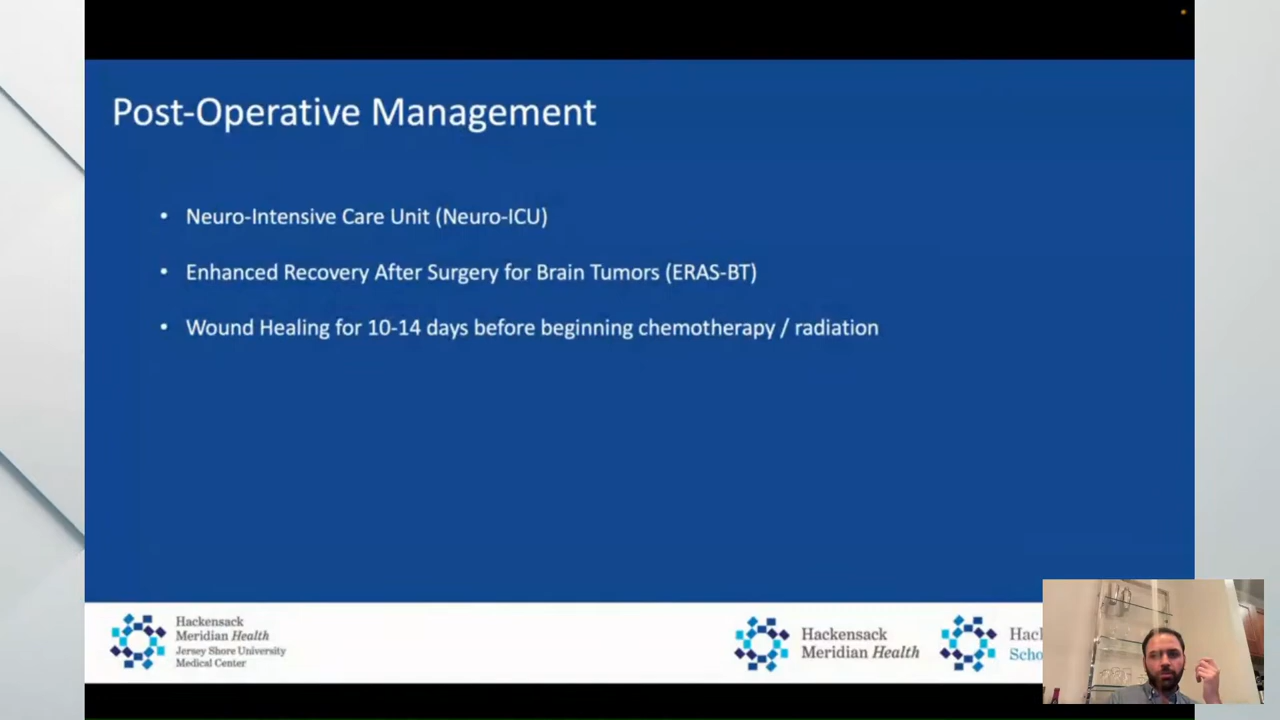 Post-Operative Management
• Neuro-Intensive Care Unit (Neuro-ICU)
• Enhanced Recovery After Surgery for Brain Tumors (ERAS-BT)
• Wound Healing for 10-14 days before beginning chemotherapy / radiation
Hackensack
Meridian Health
Jersey Shore University
Medical Center
Hackensack
Meridian Health